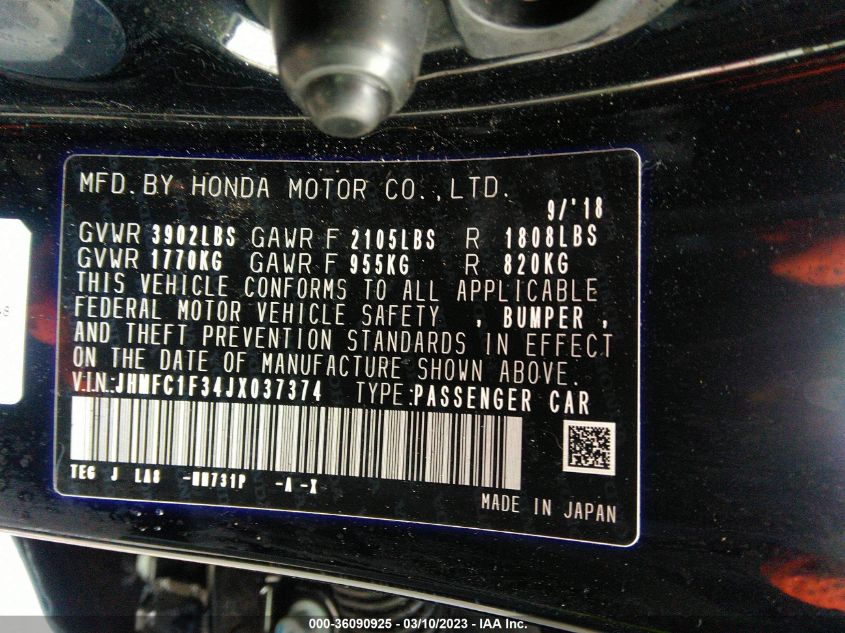 MFD. BY HONDA MOTOR CO., LTD.
9/'18
GVWR 3902LBS GAWR F 2105LBS R 1808LBS
GVWR 1770KG GAWR F 955KG R 820KG
THIS VEHICLE CONFORMS TO ALL APPLICABLE
FEDERAL MOTOR VEHICLE SAFETY , BUMPER ,
AND THEFT PREVENTION STANDARDS IN EFFECT
ON THE DATE OF MANUFACTURE SHOWN ABOVE.
VIN:JHMFC1F34JX037374 TYPE:PASSENGER CAR
TEG J LA8 -NH731P -A -X
MADE IN JAPAN
000-36090925 - 03/10/2023 - IAA Inc.